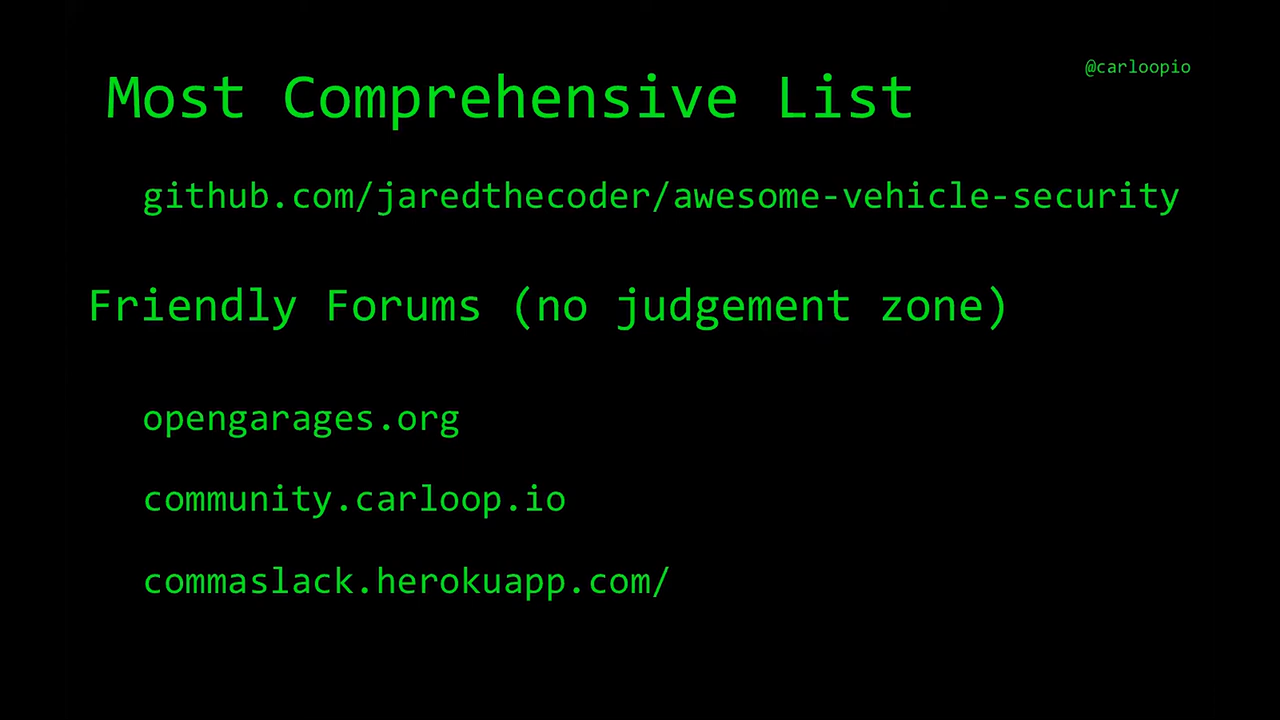 @carloopio
Most Comprehensive List
github.com/jaredthecoder/awesome-vehicle-security
Friendly Forums (no judgement zone)
opengarages.org
community.carloop.io
commaslack.herokuapp.com/